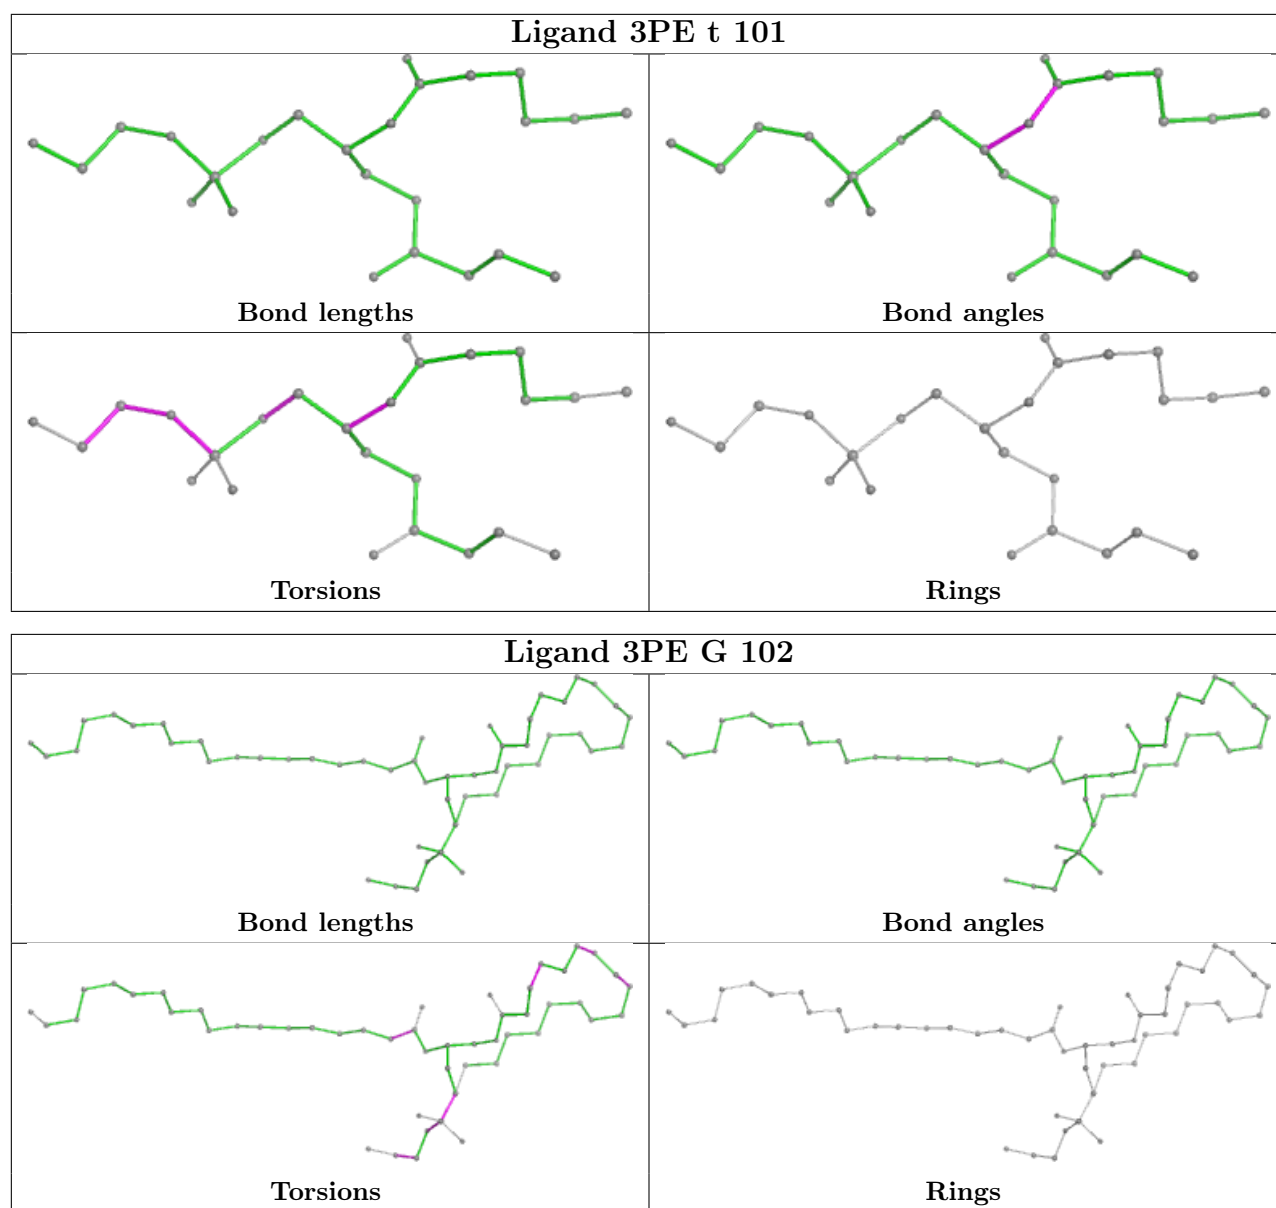 Ligand 3PE t 101
Bond lengths
Bond angles
Torsions
Rings
Ligand 3PE G 102
Bond lengths
Bond angles
Torsions
Rings